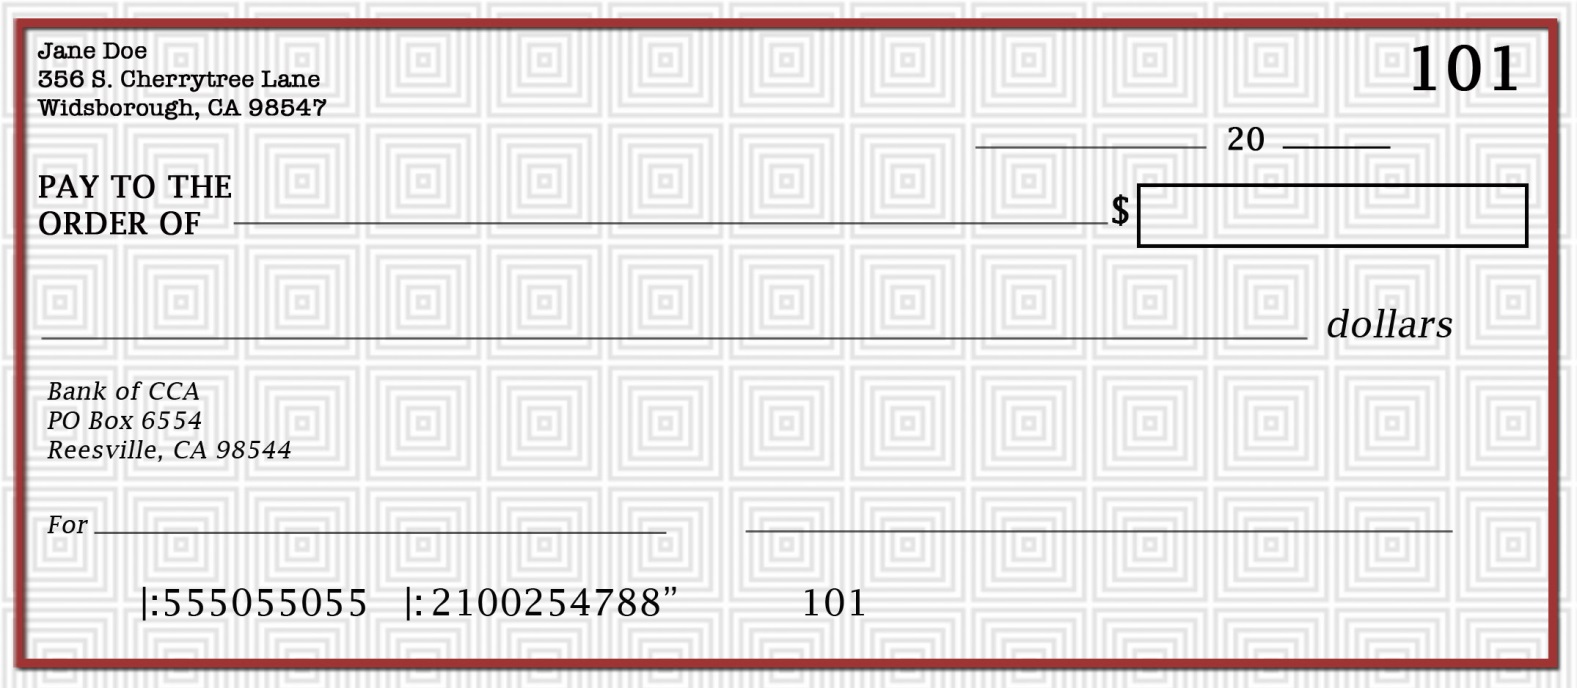 Jane Doe
356 S. Cherrytree Lane
Widsborough, CA 98547
101
20
PAY TO THE
ORDER OF
$
dollars
Bank of CCA
PO Box 6554
Reesville, CA 98544
For
|:555055055 |:2100254788” 101